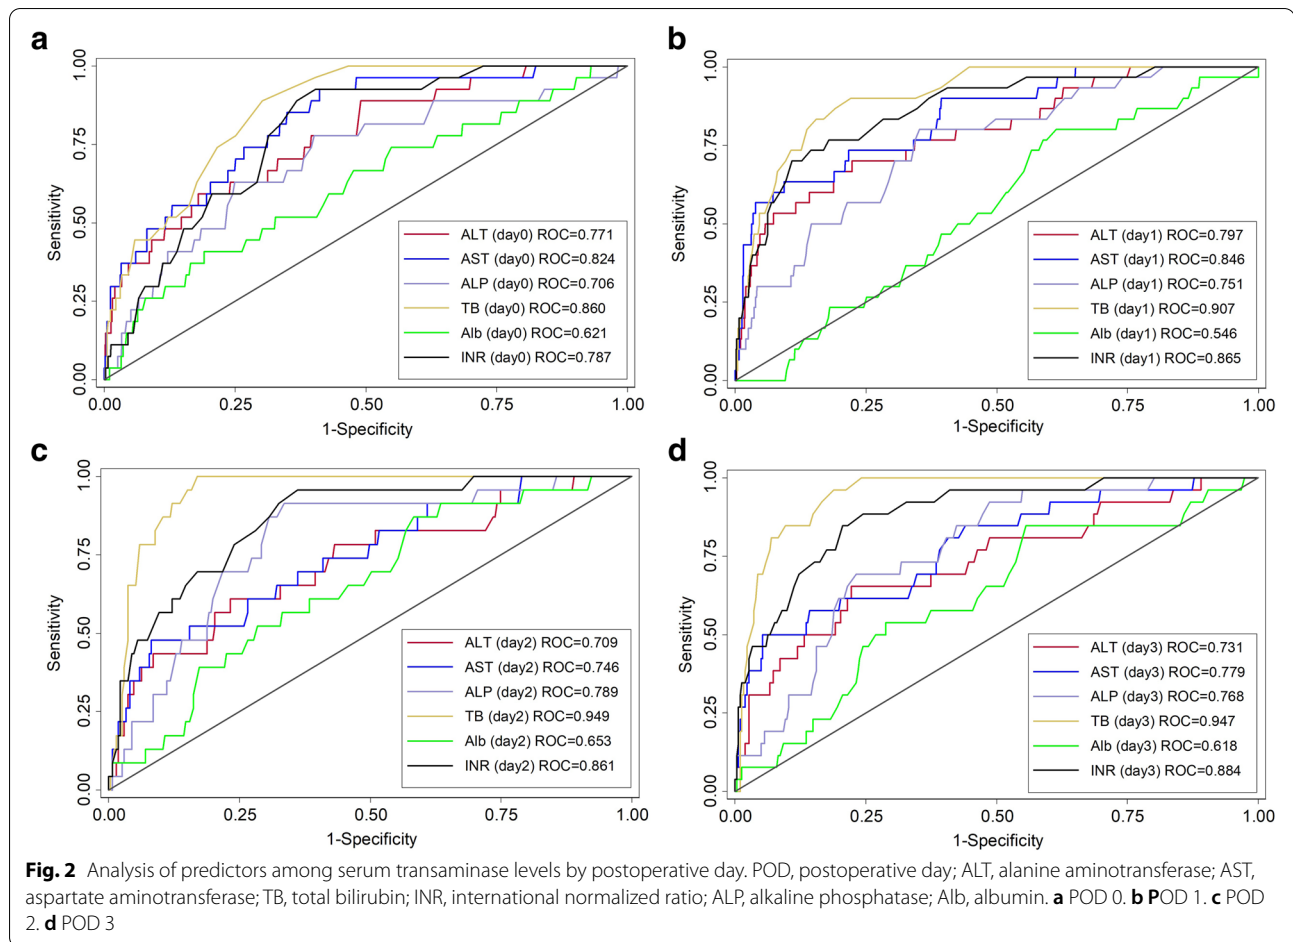 a
1.00
0.75
0.50
0.25
0.00
Sensitivity
ALT (day0) ROC=0.771
AST (day0) ROC=0.824
ALP (day0) ROC=0.706
TB (day0) ROC=0.860
Alb (day0) ROC=0.621
INR (day0) ROC=0.787
0.00 0.25 0.50 0.75 1.00
1-Specificity
b
1.00
0.75
0.50
0.25
0.00
Sensitivity
ALT (day1) ROC=0.797
AST (day1) ROC=0.846
ALP (day1) ROC=0.751
TB (day1) ROC=0.907
Alb (day1) ROC=0.546
INR (day1) ROC=0.865
0.00 0.25 0.50 0.75 1.00
1-Specificity
c
1.00
0.75
0.50
0.25
0.00
Sensitivity
ALT (day2) ROC=0.709
AST (day2) ROC=0.746
ALP (day2) ROC=0.789
TB (day2) ROC=0.949
Alb (day2) ROC=0.653
INR (day2) ROC=0.861
0.00 0.25 0.50 0.75 1.00
1-Specificity
d
1.00
0.75
0.50
0.25
0.00
Sensitivity
ALT (day3) ROC=0.731
AST (day3) ROC=0.779
ALP (day3) ROC=0.768
TB (day3) ROC=0.947
Alb (day3) ROC=0.618
INR (day3) ROC=0.884
0.00 0.25 0.50 0.75 1.00
1-Specificity
Fig. 2 Analysis of predictors among serum transaminase levels by postoperative day. POD, postoperative day; ALT, alanine aminotransferase; AST,
aspartate aminotransferase; TB, total bilirubin; INR, international normalized ratio; ALP, alkaline phosphatase; Alb, albumin. a POD 0. b POD 1. c POD
2. d POD 3